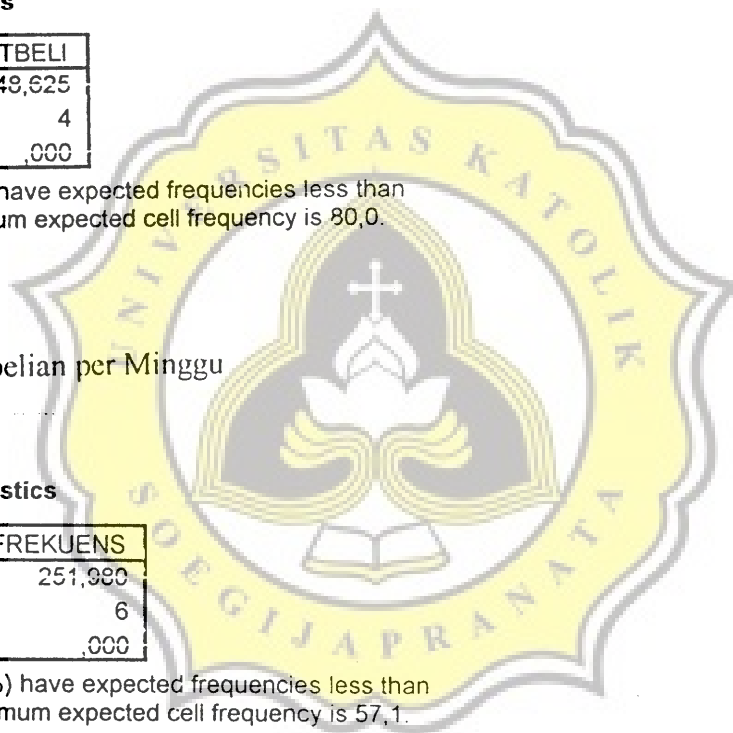 s
TBELI
48,625
4
,000
have expected frequencies less than
um expected cell frequency is 80,0.
UNIVERSITAS KATOLIK
belian per Minggu
stics
FREKUENS
251,980
6
,000
) have expected frequencies less than
mum expected cell frequency is 57,1.
SOEGIJAPRANATA